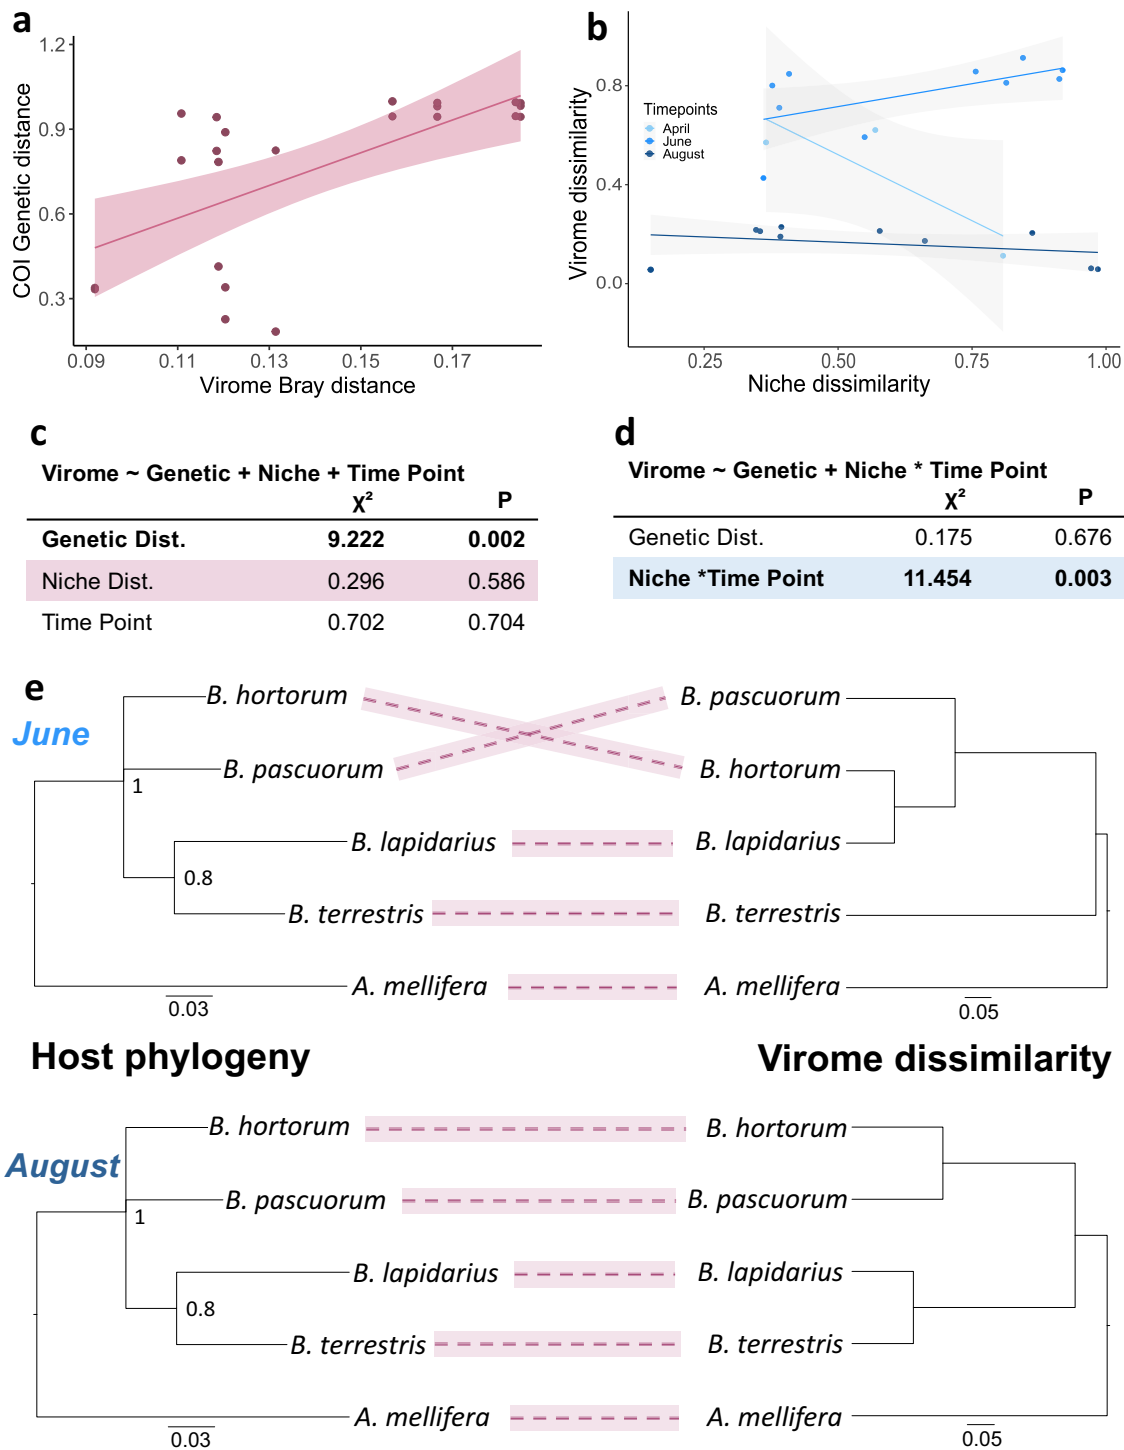 a
1.2
0.9
0.6
0.3
COI Genetic distance
0.09 0.11 0.13 0.15 0.17
Virome Bray distance
b
0.8
0.4
0.0
Virome dissimilarity
Timepoints
April
June
August
0.25 0.50 0.75 1.00
Niche dissimilarity
c
Virome ~ Genetic + Niche + Time Point
X² P
Genetic Dist. 9.222 0.002
Niche Dist. 0.296 0.586
Time Point 0.702 0.704
d
Virome ~ Genetic + Niche * Time Point
X² P
Genetic Dist. 0.175 0.676
Niche *Time Point 11.454 0.003
e
June
B. hortorum B. pascuorum
B. pascuorum B. hortorum
1
B. lapidarius B. lapidarius
0.8
B. terrestris B. terrestris
A. mellifera A. mellifera
0.03 0.05
Host phylogeny Virome dissimilarity
August
B. hortorum B. hortorum
B. pascuorum B. pascuorum
1
B. lapidarius B. lapidarius
0.8
B. terrestris B. terrestris
A. mellifera A. mellifera
0.03 0.05